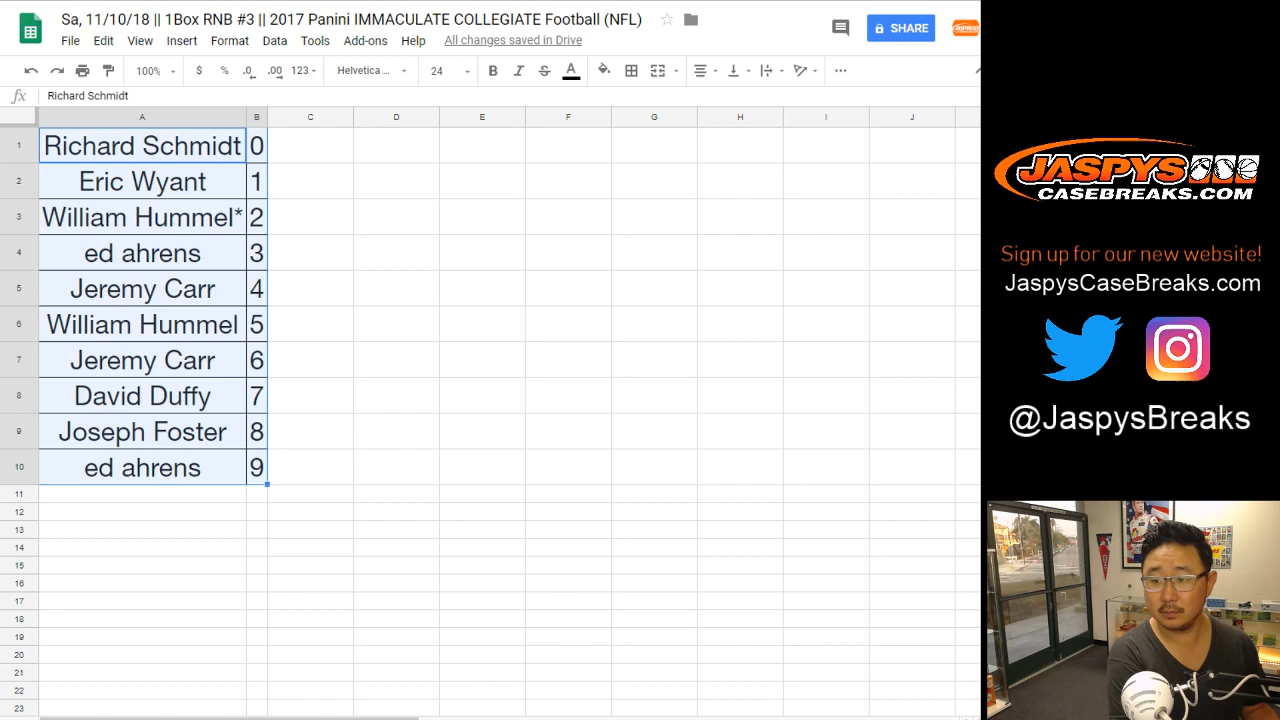 Sa, 11/10/18 || 1Box RNB #3 || 2017 Panini IMMACULATE COLLEGIATE Football (NFL)
File Edit View Insert Format Data Tools Add-ons Help All changes saved in Drive
SHARE
100% $ % .0 .00 123 Helvetica ... 24 B I S A
fx Richard Schmidt
A B C D E F G H I J
1 Richard Schmidt 0
2 Eric Wyant 1
3 William Hummel* 2
4 ed ahrens 3
5 Jeremy Carr 4
6 William Hummel 5
7 Jeremy Carr 6
8 David Duffy 7
9 Joseph Foster 8
10 ed ahrens 9
11
12
13
14
15
16
17
18
19
20
21
22
23
JASPYS
CASEBREAKS.COM
Sign up for our new website!
JaspysCaseBreaks.com
@JaspysBreaks